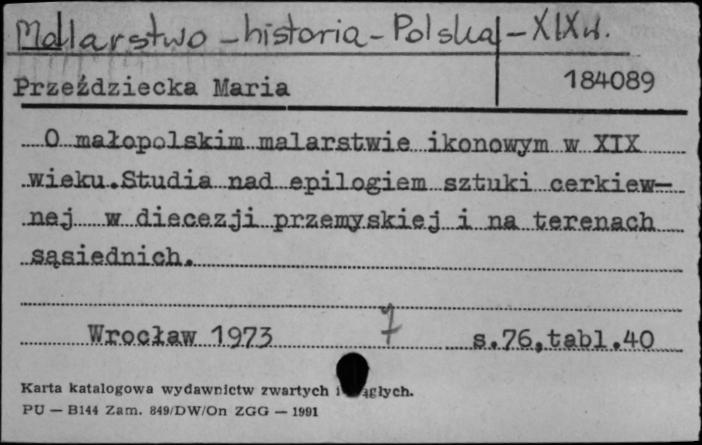 Malarstwo – historia – Polska – XIX w.
Przeździecka Maria 184089
O małopolskim malarstwie ikonowym w XIX
wieku.Studia nad epilogiem sztuki cerkiew-
nej w diecezji przemyskiej i na terenach
sąsiednich.
Wrocław 1973 7 s.76,tabl.40
Karta katalogowa wydawnictw zwartych i
PU — B144 Zam. 849/DW/On ZGG — 1991